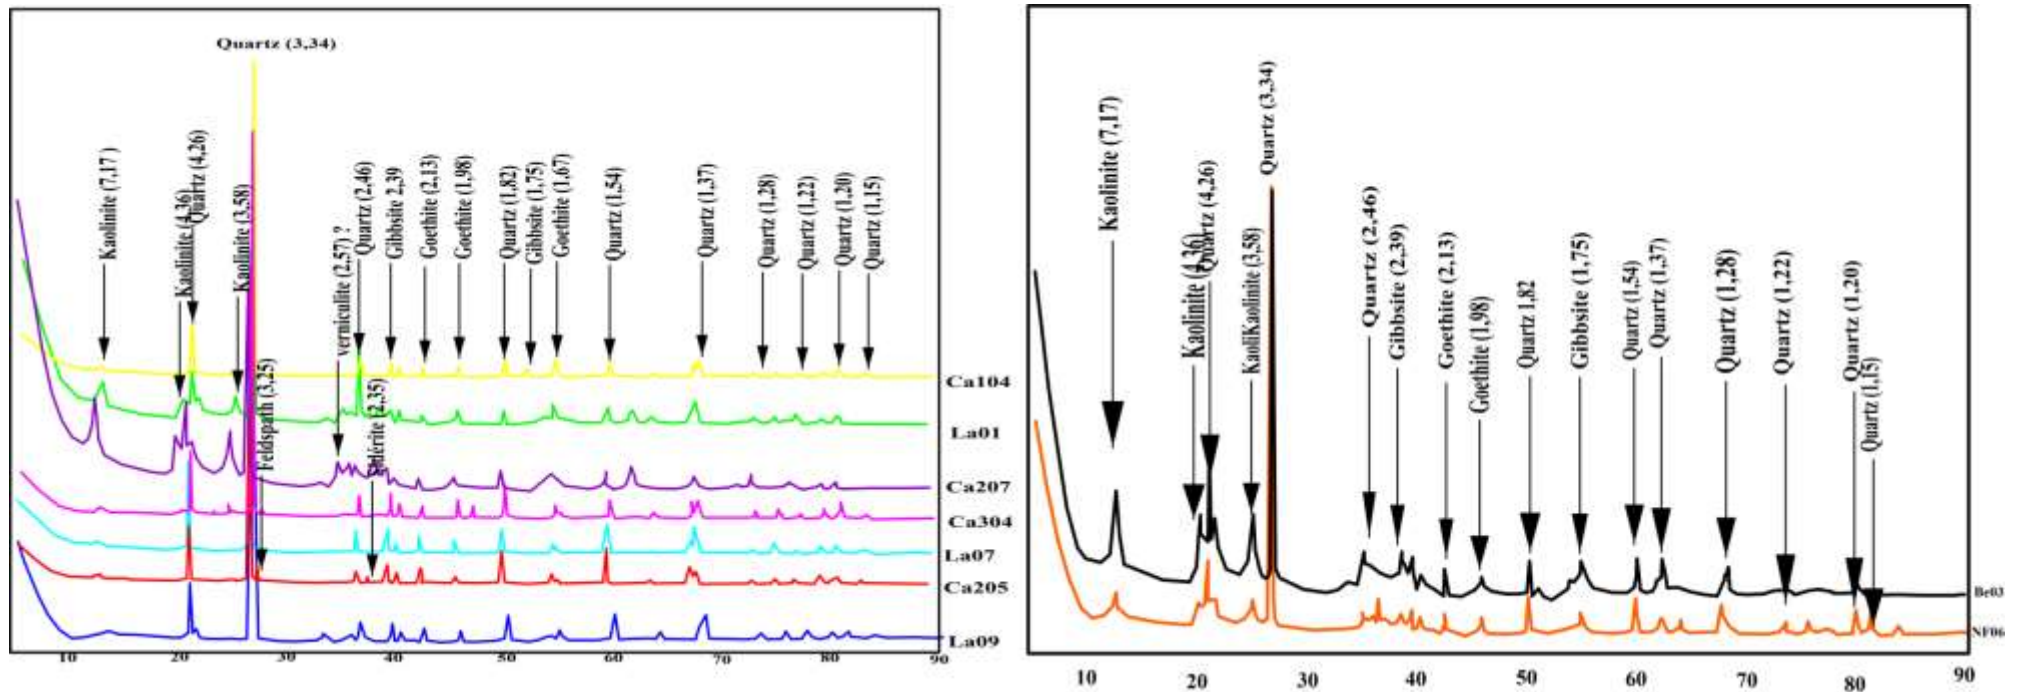 Quartz (3,34)
Kaolinite (7,17 )
Kaolinite (4,36)
Quartz (4,26)
Kaolinite (3,58)
Feldspath (3,25)
verniculite (2,57) ?
Quartz (2,46)
Sidérite (2,35)
Gibbsite 2,39
Goethite (2,13)
Goethite (1,98)
Quartz (1,82)
Gibbsite (1,75)
Goethite (1,67)
Quartz (1,54)
Quartz (1,37)
Quartz (1,28)
Quartz (1,22)
Quartz (1,20)
Quartz (1,15)
Ca104
La01
Ca207
Ca304
La07
Ca205
La09
10 20 30 40 50 60 70 80 90
Kaolinite (7,17)
Kaolinite (4,36)
Quartz (4,26)
KaoliKaolinite (3,58)
Quartz (3,34)
Quartz (2,46)
Gibbsite (2,39)
Goethite (2,13)
Goethite (1,98)
Quartz 1,82
Gibbsite (1,75)
Quartz (1,54)
Quartz (1,37)
Quartz (1,28)
Quartz (1,22)
Quartz (1,20)
Quartz (1,15)
Be03
NF06
10 20 30 40 50 60 70 80 90